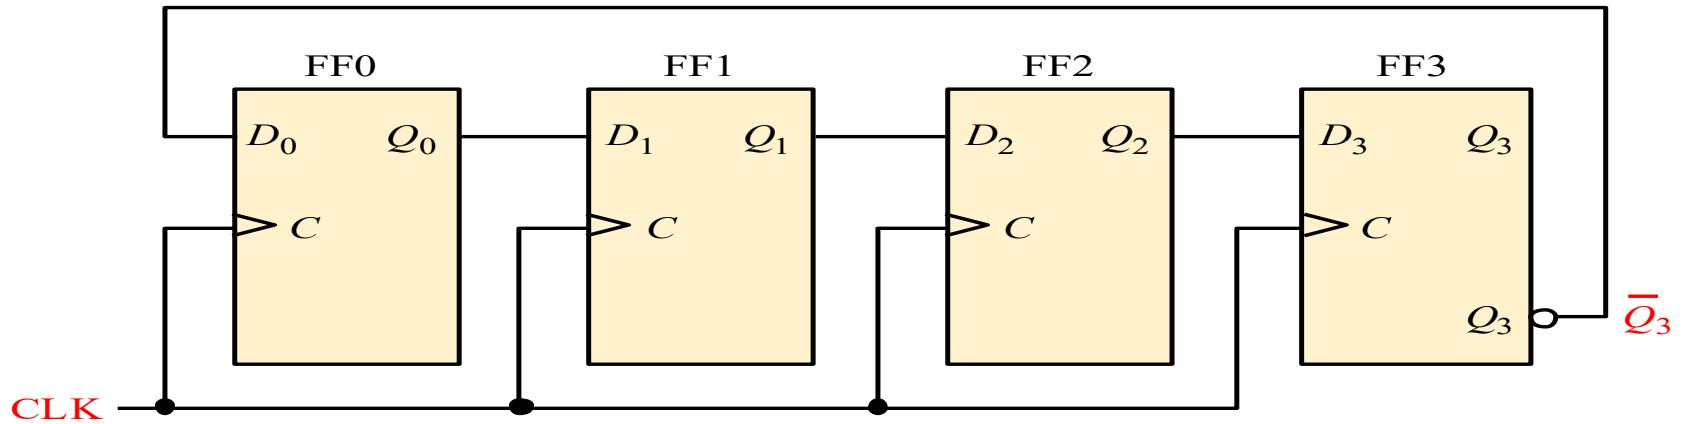 FF0 FF1 FF2 FF3
D₀ Q₀ D₁ Q₁ D₂ Q₂ D₃ Q₃
C C C C
Q₃ Q̅₃
CLK